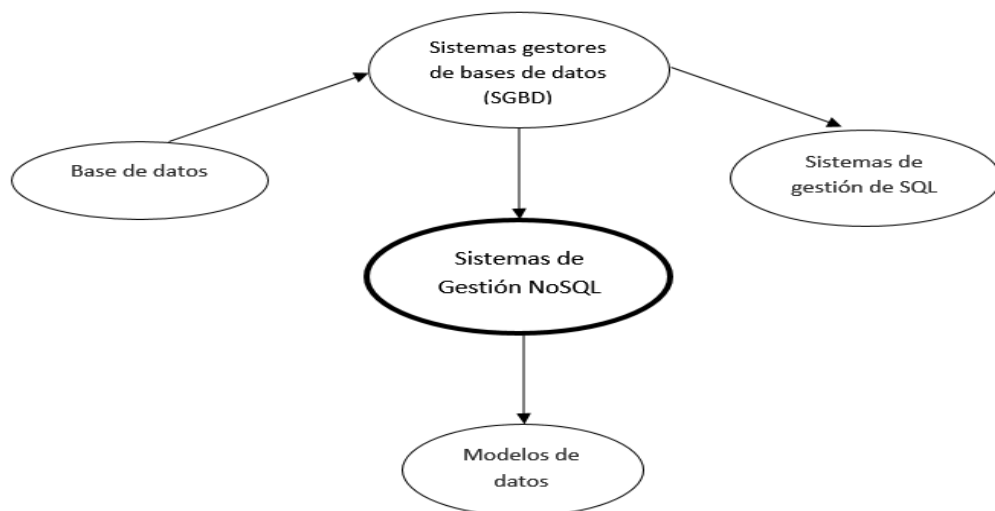 Sistemas gestores
de bases de datos
(SGBD)
Base de datos
Sistemas de
gestión de SQL
Sistemas de
Gestión NoSQL
Modelos de
datos